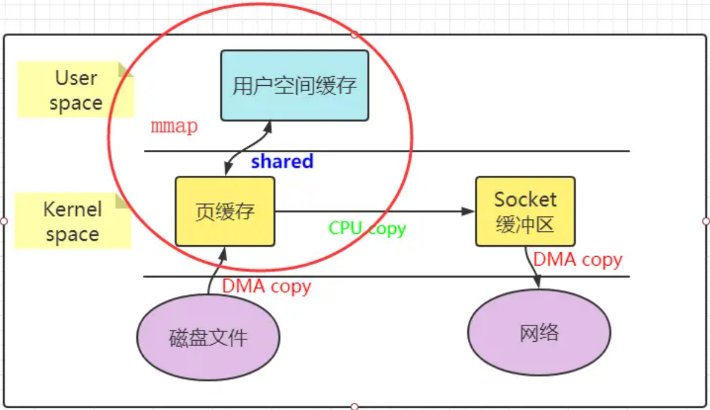 User
space
用户空间缓存
mmap
shared
Kernel
space
页缓存
CPU copy
Socket
缓冲区
DMA copy
DMA copy
磁盘文件
网络